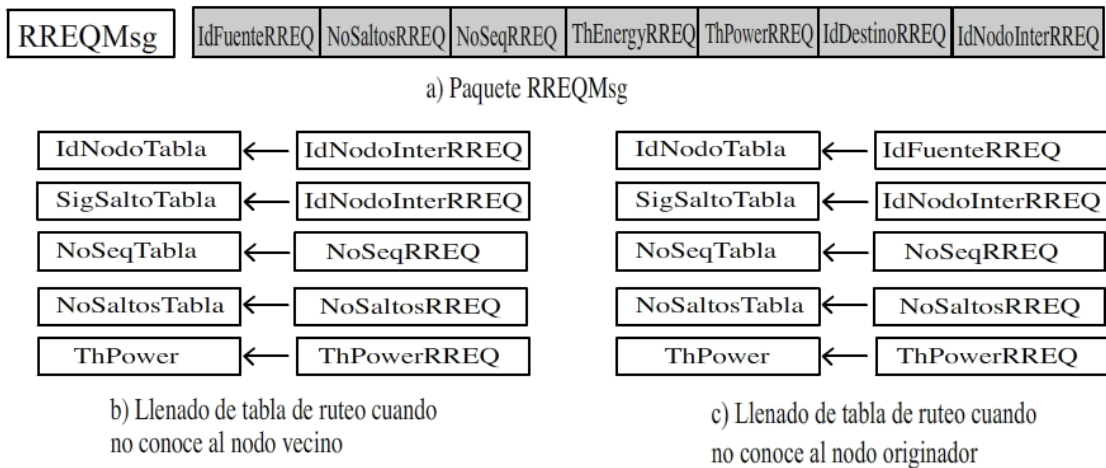 RREQMsg IdFuenteRREQ NoSaltosRREQ NoSeqRREQ ThEnergyRREQ ThPowerRREQ IdDestinoRREQ IdNodoInterRREQ
a) Paquete RREQMsg
IdNodoTabla IdNodoInterRREQ
SigSaltoTabla IdNodoInterRREQ
NoSeqTabla NoSeqRREQ
NoSaltosTabla NoSaltosRREQ
ThPower ThPowerRREQ
b) Llenado de tabla de ruteo cuando
no conoce al nodo vecino
IdNodoTabla IdFuenteRREQ
SigSaltoTabla IdNodoInterRREQ
NoSeqTabla NoSeqRREQ
NoSaltosTabla NoSaltosRREQ
ThPower ThPowerRREQ
c) Llenado de tabla de ruteo cuando
no conoce al nodo originador